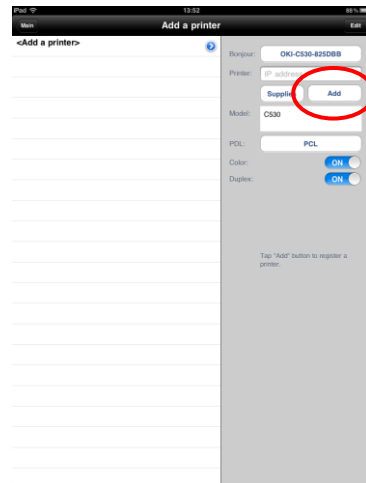 iPad 13:52 88 %
Main Add a printer Edit
<Add a printer>
Bonjour: OKI-C530-825DBB
Printer: IP address
Supplies Add
Model: C530
PDL: PCL
Color: ON
Duplex: ON
Tap "Add" button to register a
printer.